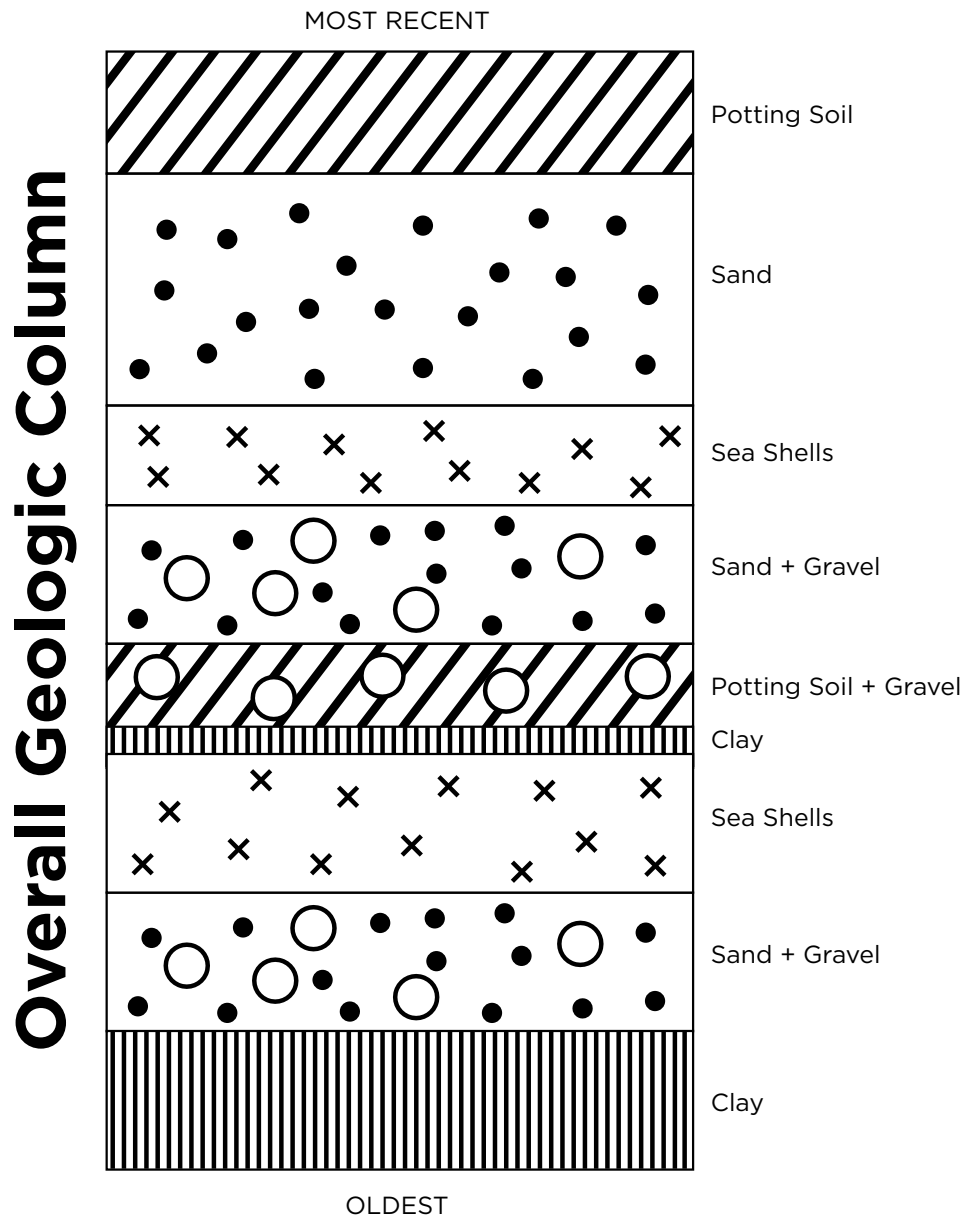 MOST RECENT
Overall Geologic Column
Potting Soil
Sand
Sea Shells
Sand + Gravel
Potting Soil + Gravel
Clay
Sea Shells
Sand + Gravel
Clay
OLDEST